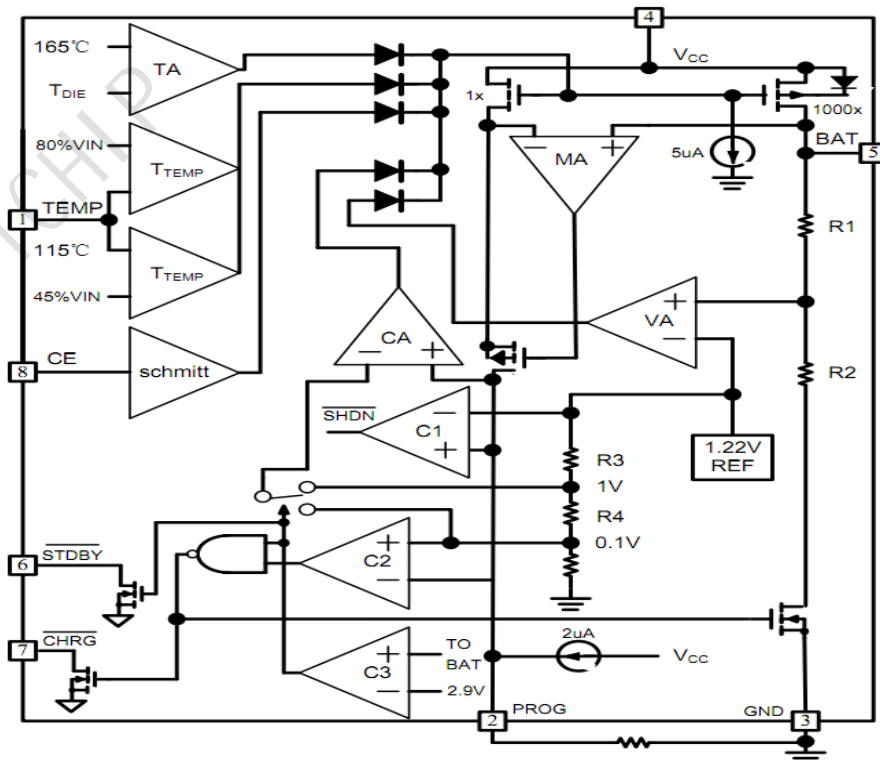 4
165℃
TA
VCC
TDIE
1x
1000x
BAT
80%VIN
MA
5uA
5
TTEMP
1
TEMP
R1
115℃
TTEMP
45%VIN
VA
+
−
CA
−
+
8
CE
schmitt
R2
SHDN
C1
−
+
1.22V
REF
R3
1V
R4
0.1V
6
STDBY
C2
+
−
7
CHRG
2uA
VCC
C3
+
−
TO
BAT
2.9V
2
PROG
GND
3